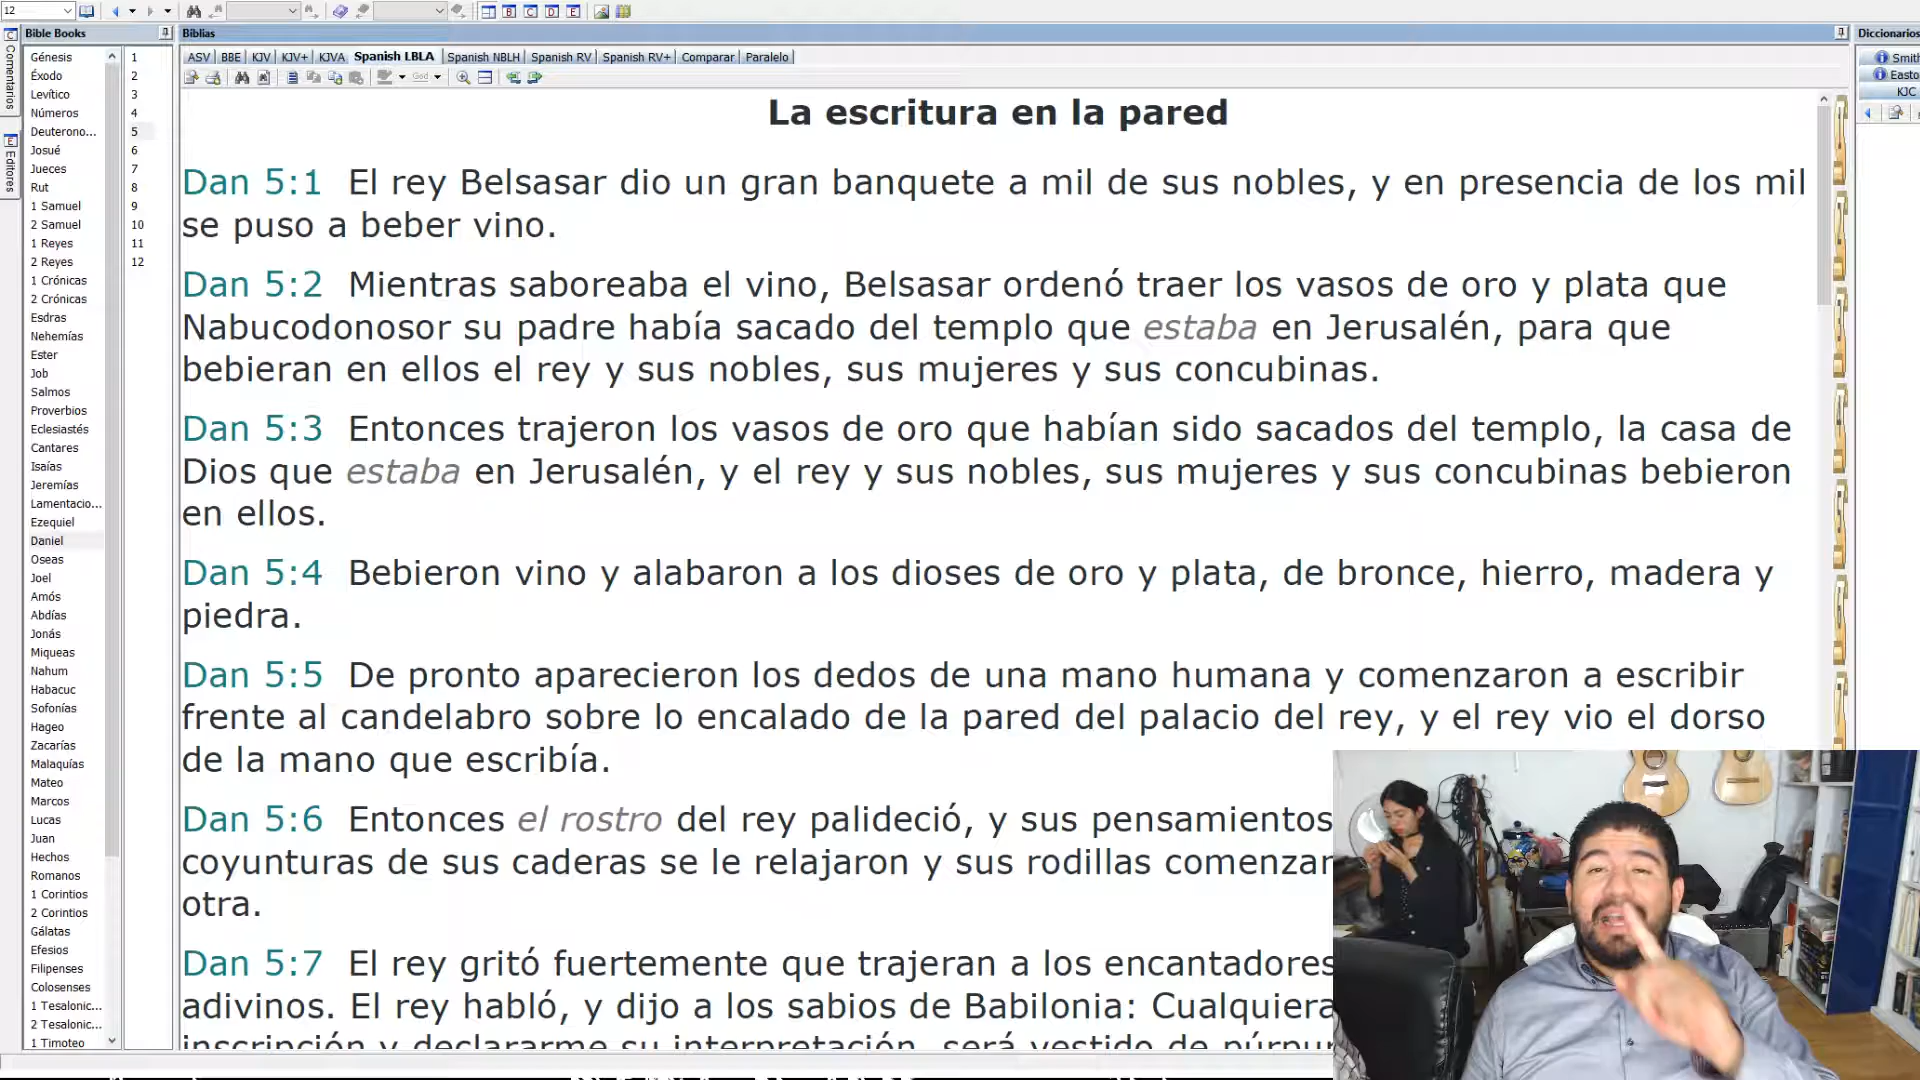 12
Bible Books
Biblias
Diccionarios
Comentarios
Editores
Génesis
Éxodo
Levítico
Números
Deuterono...
Josué
Jueces
Rut
1 Samuel
2 Samuel
1 Reyes
2 Reyes
1 Crónicas
2 Crónicas
Esdras
Nehemías
Ester
Job
Salmos
Proverbios
Eclesiastés
Cantares
Isaías
Jeremías
Lamentacio...
Ezequiel
Daniel
Oseas
Joel
Amós
Abdías
Jonás
Miqueas
Nahum
Habacuc
Sofonías
Hageo
Zacarías
Malaquías
Mateo
Marcos
Lucas
Juan
Hechos
Romanos
1 Corintios
2 Corintios
Gálatas
Efesios
Filipenses
Colosenses
1 Tesalonic...
2 Tesalonic...
1 Timoteo
1
2
3
4
5
6
7
8
9
10
11
12
ASV BBE KJV KJV+ KJVA Spanish LBLA Spanish NBLH Spanish RV Spanish RV+ Comparar Paralelo
La escritura en la pared
Dan 5:1 El rey Belsasar dio un gran banquete a mil de sus nobles, y en presencia de los mil
se puso a beber vino.
Dan 5:2 Mientras saboreaba el vino, Belsasar ordenó traer los vasos de oro y plata que
Nabucodonosor su padre había sacado del templo que estaba en Jerusalén, para que
bebieran en ellos el rey y sus nobles, sus mujeres y sus concubinas.
Dan 5:3 Entonces trajeron los vasos de oro que habían sido sacados del templo, la casa de
Dios que estaba en Jerusalén, y el rey y sus nobles, sus mujeres y sus concubinas bebieron
en ellos.
Dan 5:4 Bebieron vino y alabaron a los dioses de oro y plata, de bronce, hierro, madera y
piedra.
Dan 5:5 De pronto aparecieron los dedos de una mano humana y comenzaron a escribir
frente al candelabro sobre lo encalado de la pared del palacio del rey, y el rey vio el dorso
de la mano que escribía.
Dan 5:6 Entonces el rostro del rey palideció, y sus pensamientos
coyunturas de sus caderas se le relajaron y sus rodillas comenzar
otra.
Dan 5:7 El rey gritó fuertemente que trajeran a los encantadores
adivinos. El rey habló, y dijo a los sabios de Babilonia: Cualquiera
inscripción y declararme su interpretación, será vestido de púrpur
Smith
Easto
KJC